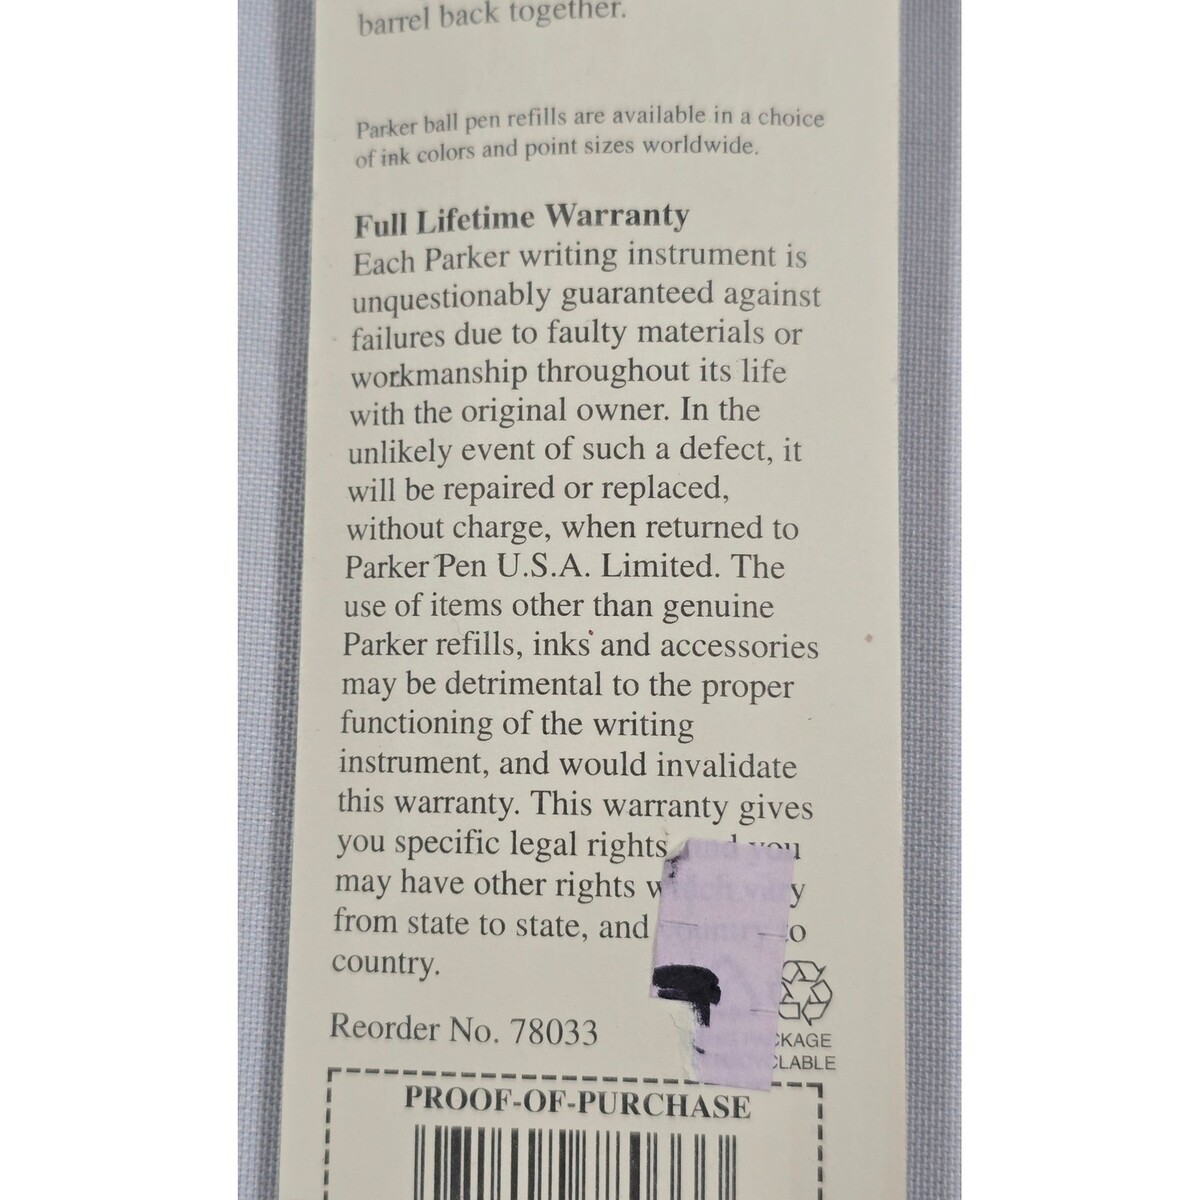 barrel back together.
Parker ball pen refills are available in a choice
of ink colors and point sizes worldwide.
Full Lifetime Warranty
Each Parker writing instrument is
unquestionably guaranteed against
failures due to faulty materials or
workmanship throughout its life
with the original owner. In the
unlikely event of such a defect, it
will be repaired or replaced,
without charge, when returned to
Parker Pen U.S.A. Limited. The
use of items other than genuine
Parker refills, inks and accessories
may be detrimental to the proper
functioning of the writing
instrument, and would invalidate
this warranty. This warranty gives
you specific legal rights, and you
may have other rights which vary
from state to state, and country to
country.
Reorder No. 78033
PROOF-OF-PURCHASE